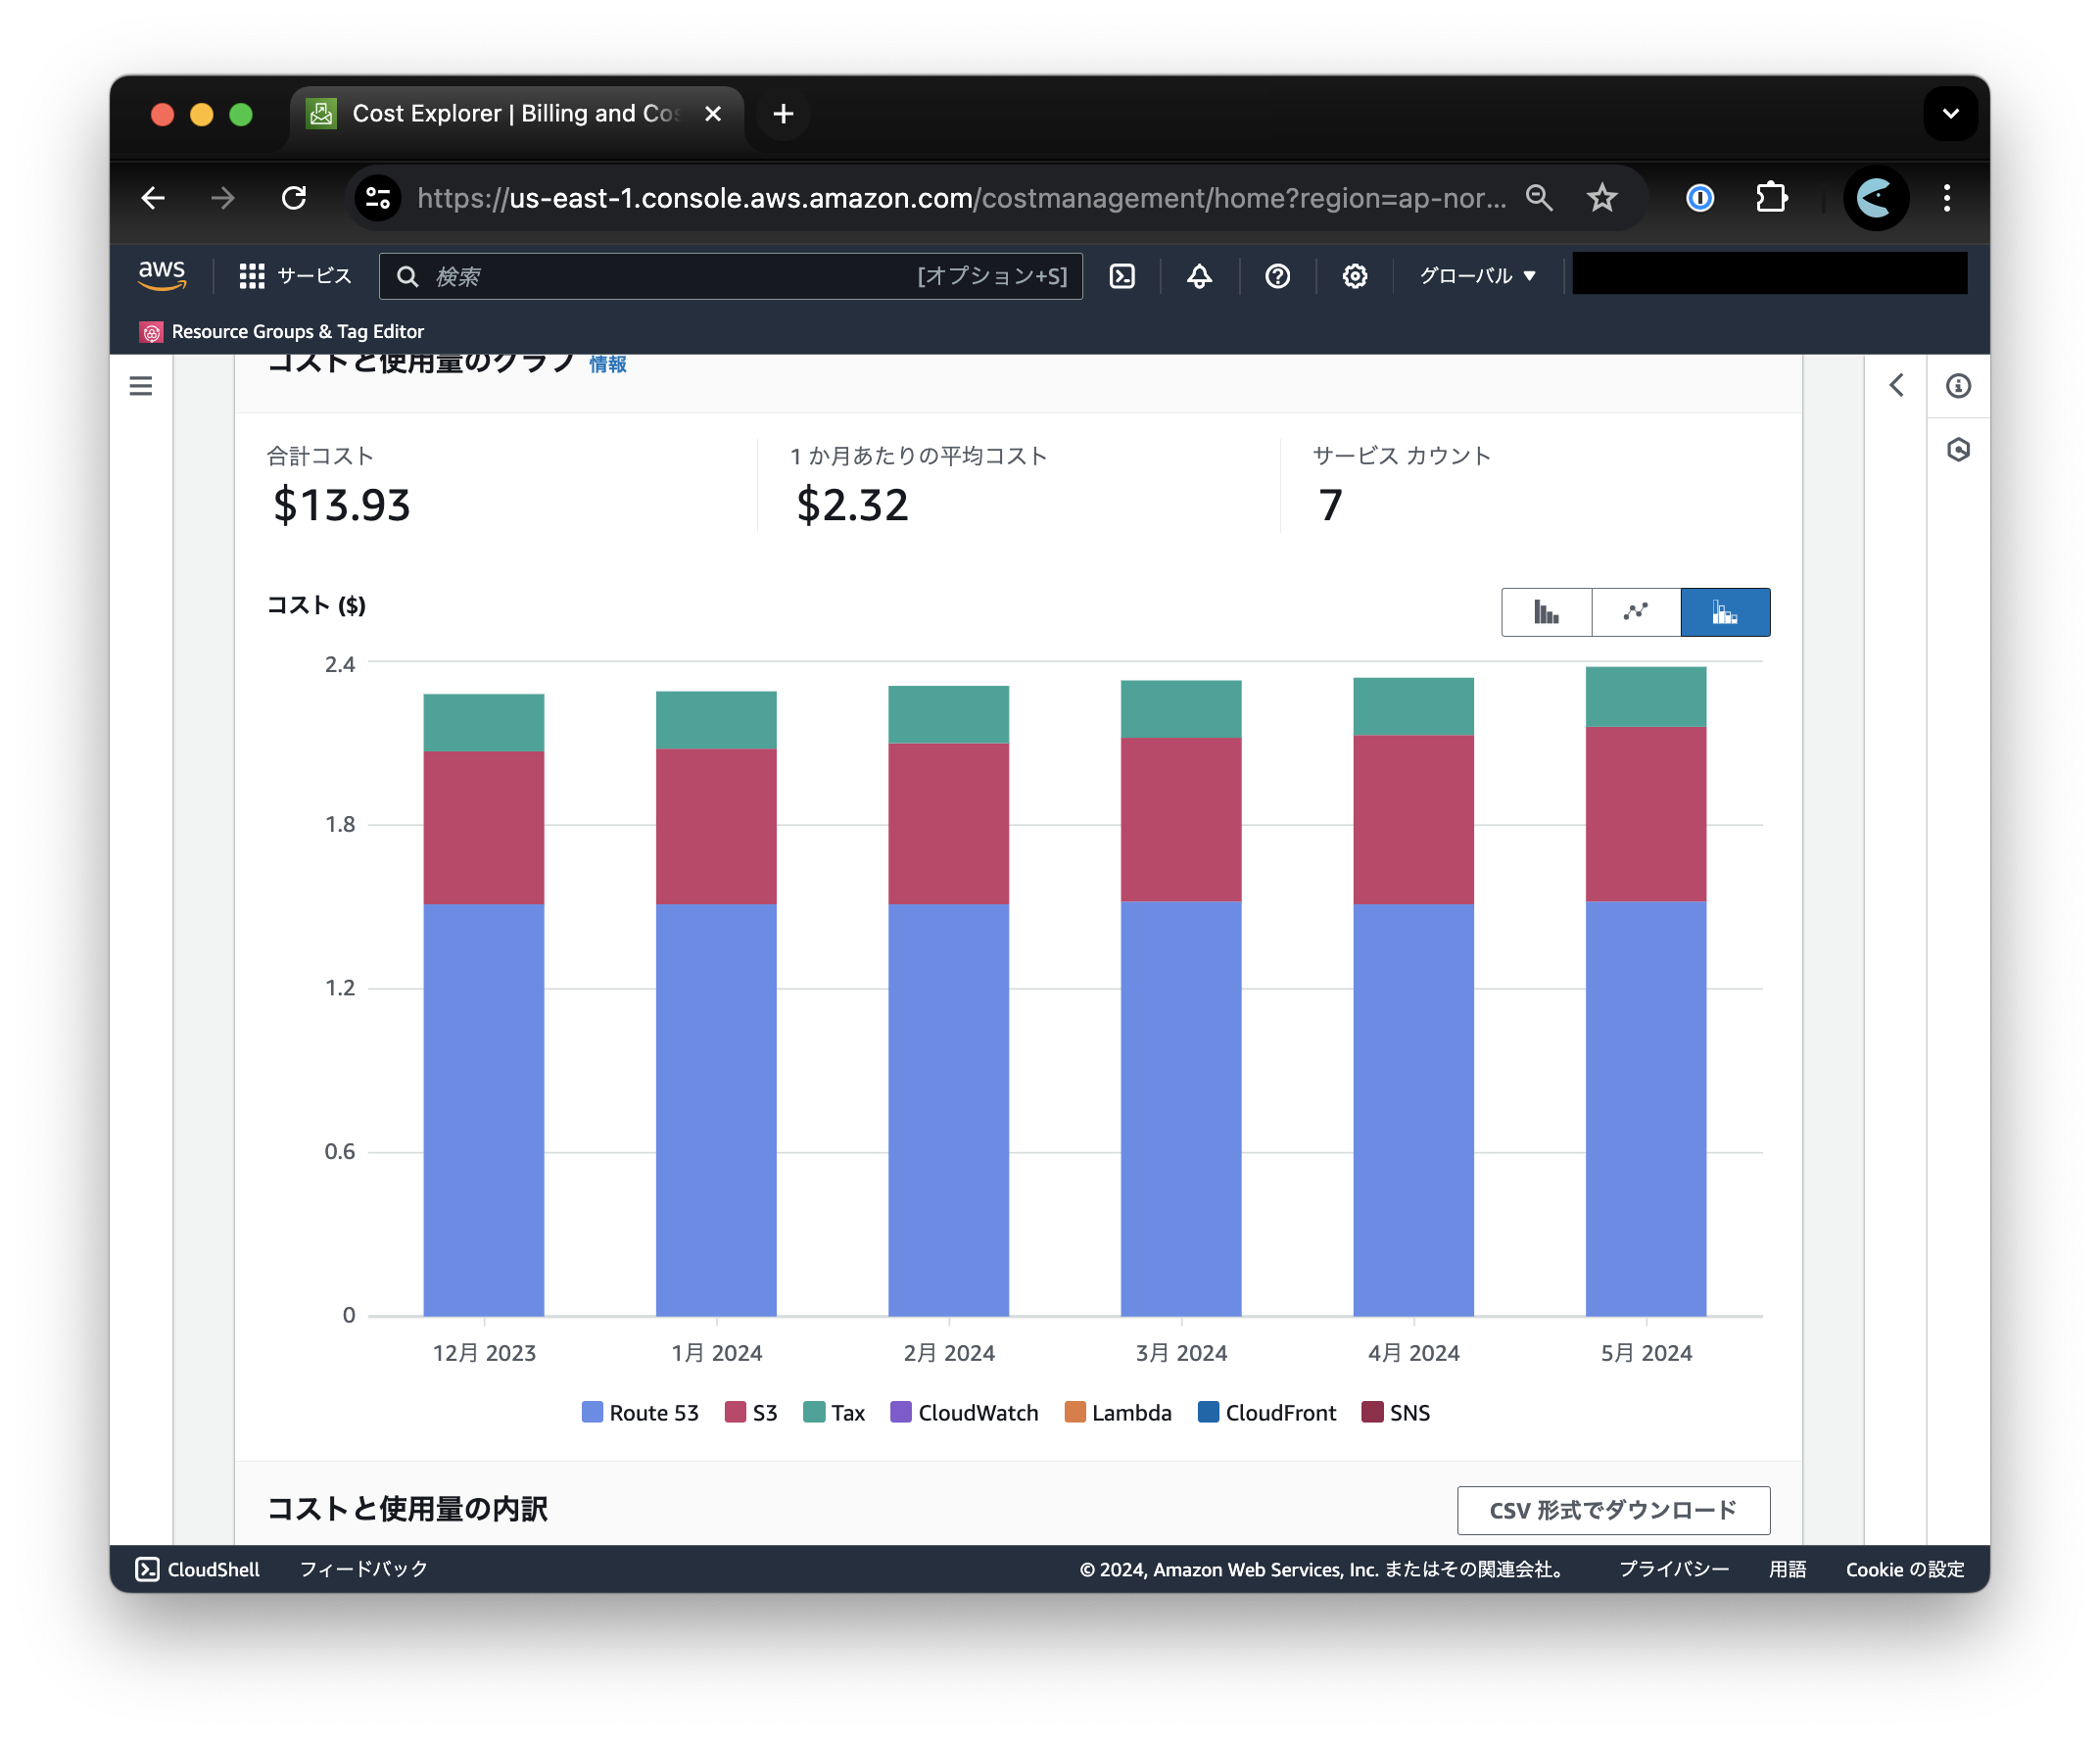 Cost Explorer | Billing and Cos
https://us-east-1.console.aws.amazon.com/costmanagement/home?region=ap-nor...
aws
サービス
検索
[オプション+S]
グローバル ▼
Resource Groups & Tag Editor
コストと使用量のグラフ 情報
合計コスト
$13.93
1 か月あたりの平均コスト
$2.32
サービス カウント
7
コスト ($)
2.4
1.8
1.2
0.6
0
12月 2023
1月 2024
2月 2024
3月 2024
4月 2024
5月 2024
Route 53
S3
Tax
CloudWatch
Lambda
CloudFront
SNS
コストと使用量の内訳
CSV 形式でダウンロード
CloudShell
フィードバック
© 2024, Amazon Web Services, Inc. またはその関連会社。
プライバシー
用語
Cookie の設定